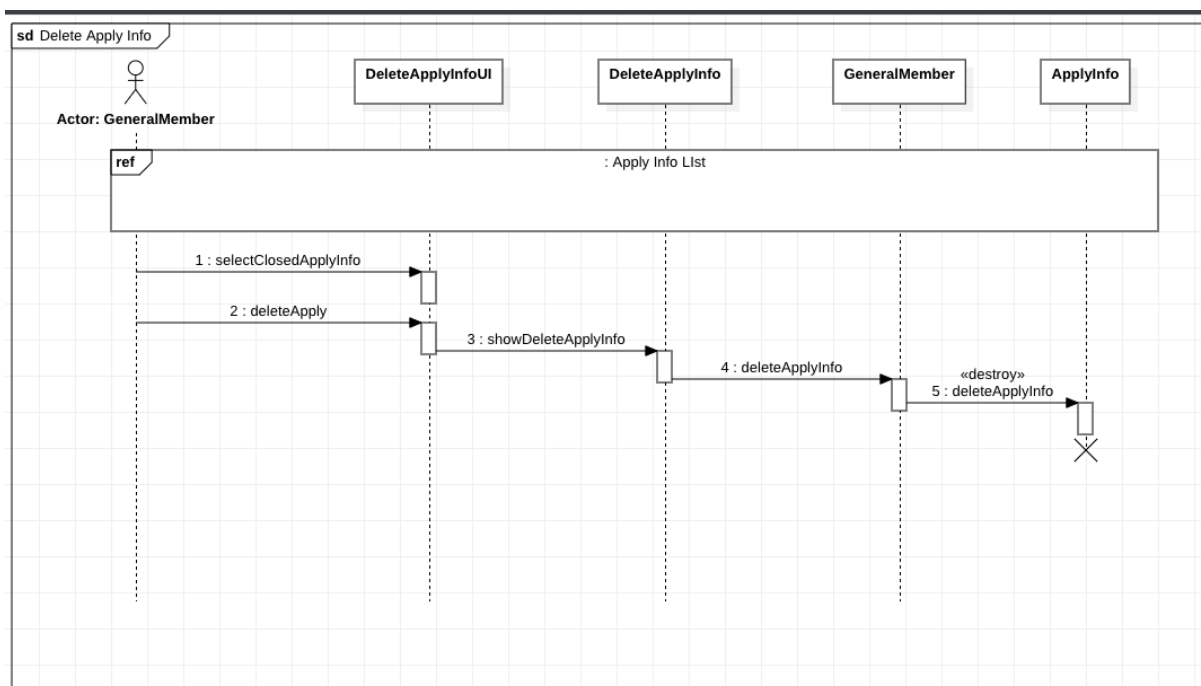 sd Delete Apply Info
DeleteApplyInfoUI
DeleteApplyInfo
GeneralMember
ApplyInfo
Actor: GeneralMember
ref
: Apply Info LIst
1 : selectClosedApplyInfo
2 : deleteApply
3 : showDeleteApplyInfo
4 : deleteApplyInfo
«destroy»
5 : deleteApplyInfo